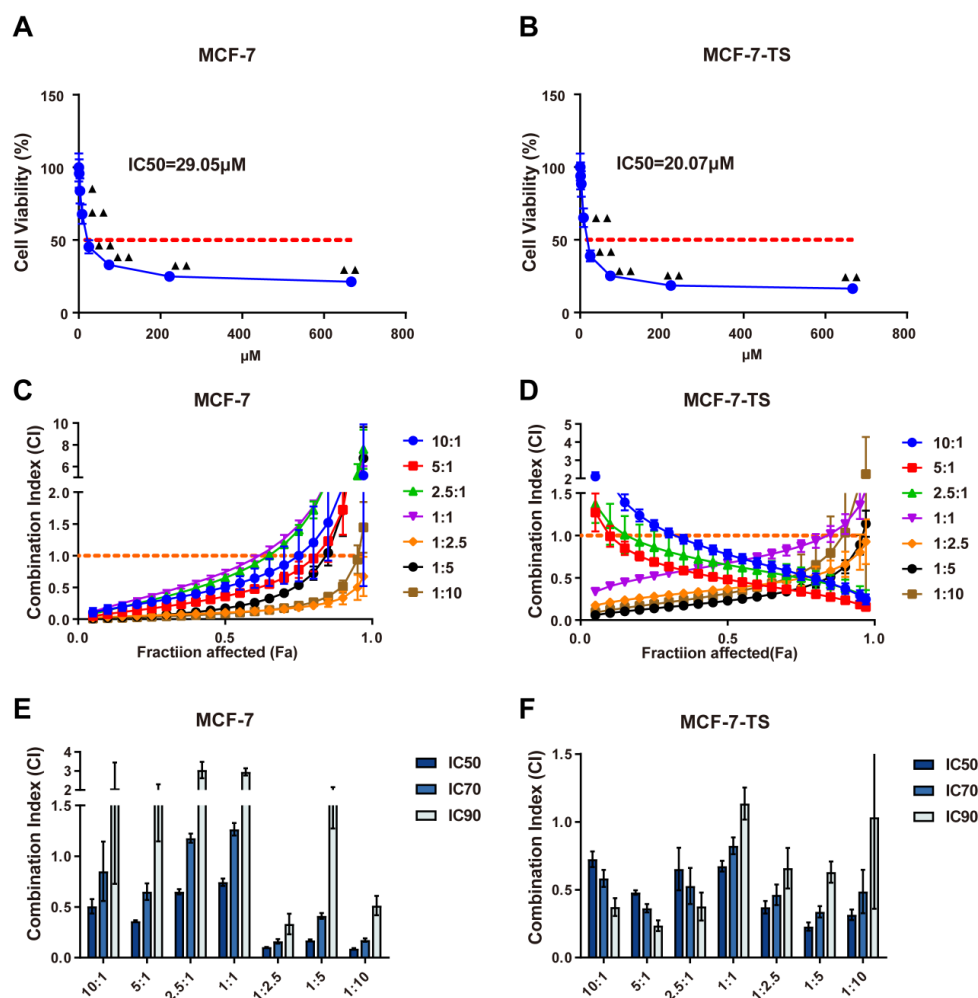 A
MCF-7
Cell Viability (%)
150
100
50
0
IC50=29.05μM
▲
▲▲
▲▲
▲▲
▲▲
▲▲
0 200 400 600 800
μM
B
MCF-7-TS
Cell Viability (%)
150
100
50
0
IC50=20.07μM
▲▲
▲▲
▲▲
▲▲
▲▲
0 200 400 600 800
μM
C
MCF-7
Combination Index (CI)
10
8
6
2.0
1.5
1.0
0.5
0.0
0.5 1.0
Fractiion affected (Fa)
10:1
5:1
2.5:1
1:1
1:2.5
1:5
1:10
D
MCF-7-TS
Combination Index (CI)
5
4
3
2
1.5
1.0
0.5
0.0
0.5 1.0
Fractiion affected(Fa)
10:1
5:1
2.5:1
1:1
1:2.5
1:5
1:10
E
MCF-7
Combination Index (CI)
4
3
2
1.5
1.0
0.5
0.0
10:1 5:1 2.5:1 1:1 1:2.5 1:5 1:10
IC50
IC70
IC90
F
MCF-7-TS
Combination Index (CI)
1.5
1.0
0.5
0.0
10:1 5:1 2.5:1 1:1 1:2.5 1:5 1:10
IC50
IC70
IC90